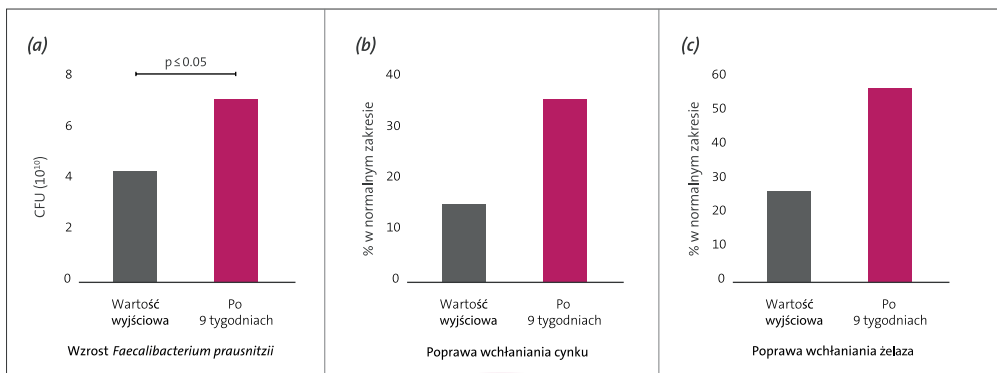 (a)
p ≤ 0.05
8
6
4
2
0
CFU (10¹⁰)
Wartość
wyjściowa
Po
9 tygodniach
Wzrost Faecalibacterium prausnitzii
(b)
40
30
20
10
0
% w normalnym zakresie
Wartość
wyjściowa
Po
9 tygodniach
Poprawa wchłaniania cynku
(c)
60
50
40
30
20
10
0
% w normalnym zakresie
Wartość
wyjściowa
Po
9 tygodniach
Poprawa wchłaniania żelaza